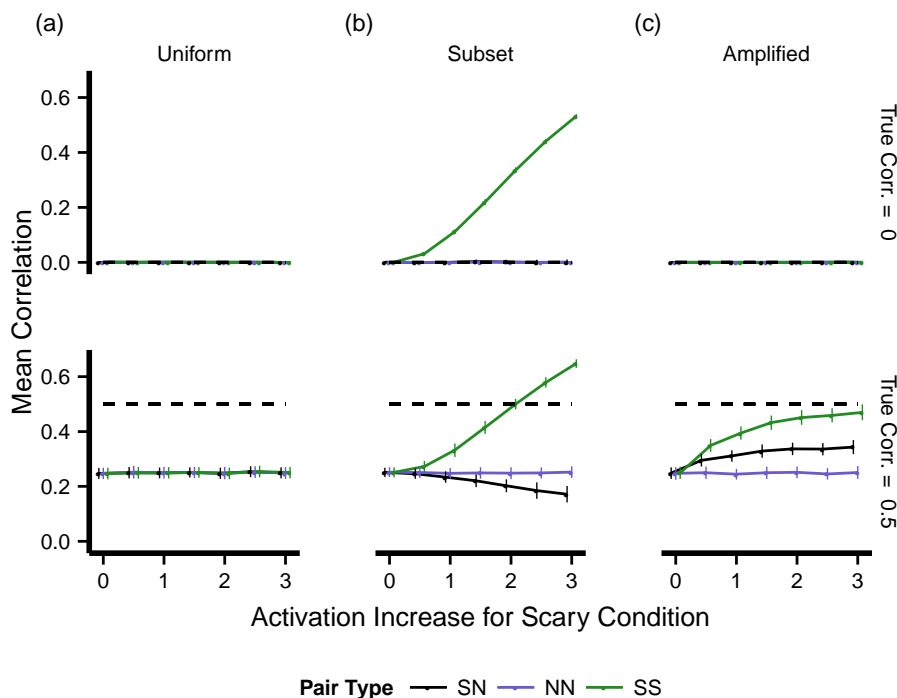 (a) (b) (c)
Uniform Subset Amplified
0.6
0.4
0.2
0.0
True Corr. = 0
Mean Correlation
0.6
0.4
0.2
0.0
True Corr. = 0.5
0 1 2 3 0 1 2 3 0 1 2 3
Activation Increase for Scary Condition
Pair Type SN NN SS